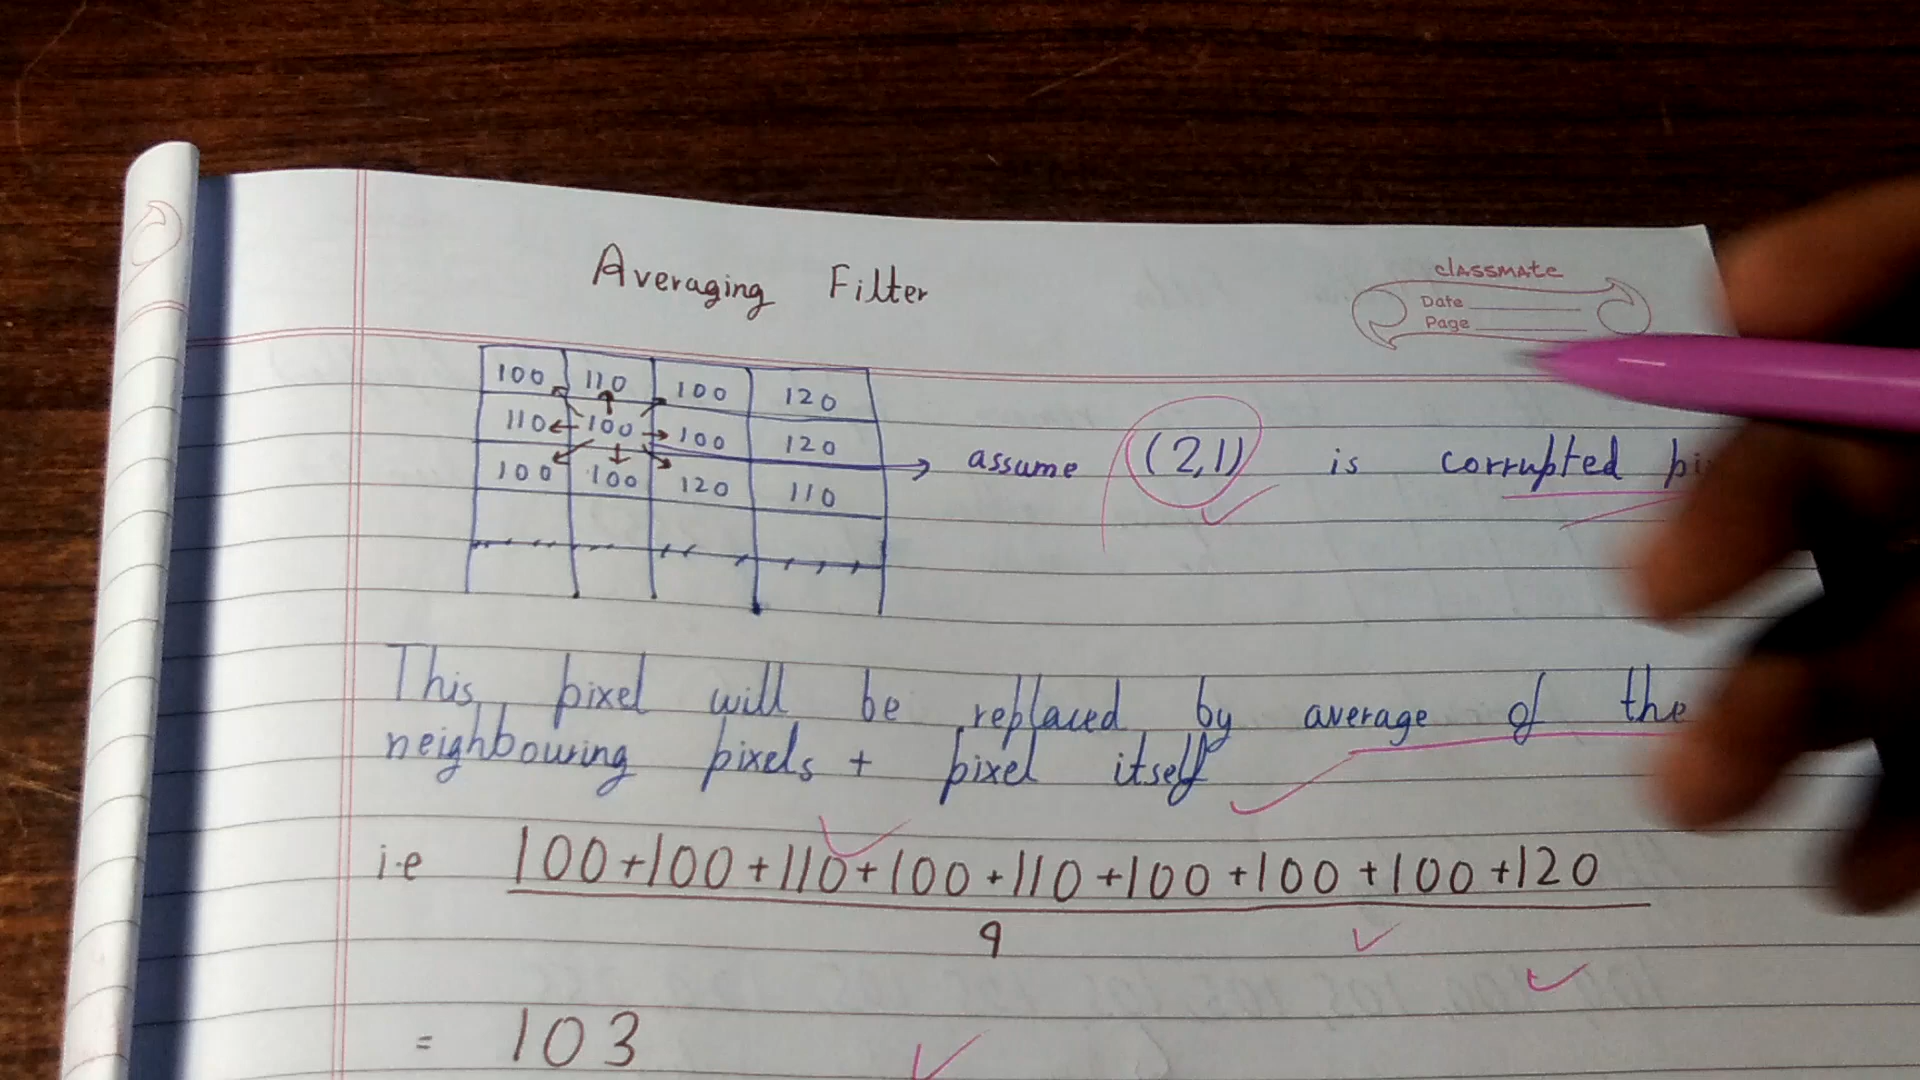 Averaging Filter
classmate
Date
Page
100 110 100 120
110 100 100 120
100 100 120 110
assume (2,1) is corrupted
This pixel will be replaced by average of the
neighbouring pixels + pixel itself
i.e 100+100+110+100+110+100+100+100+120
9
= 103